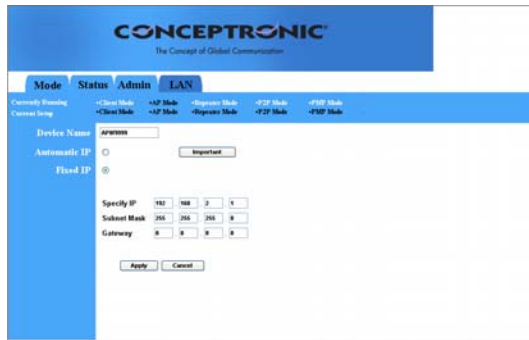 CONCEPTRONIC
The Concept of Global Communication
Mode Status Admin LAN
Currently Running •Client Mode •AP Mode •Repeater Mode •P2P Mode •PMP Mode
Current Setup •Client Mode •AP Mode •Repeater Mode •P2P Mode •PMP Mode
Device Name
Automatic IP Important
Fixed IP
Specify IP 192 168 2 1
Subnet Mask 255 255 255 0
Gateway 0 0 0 0
Apply Cancel